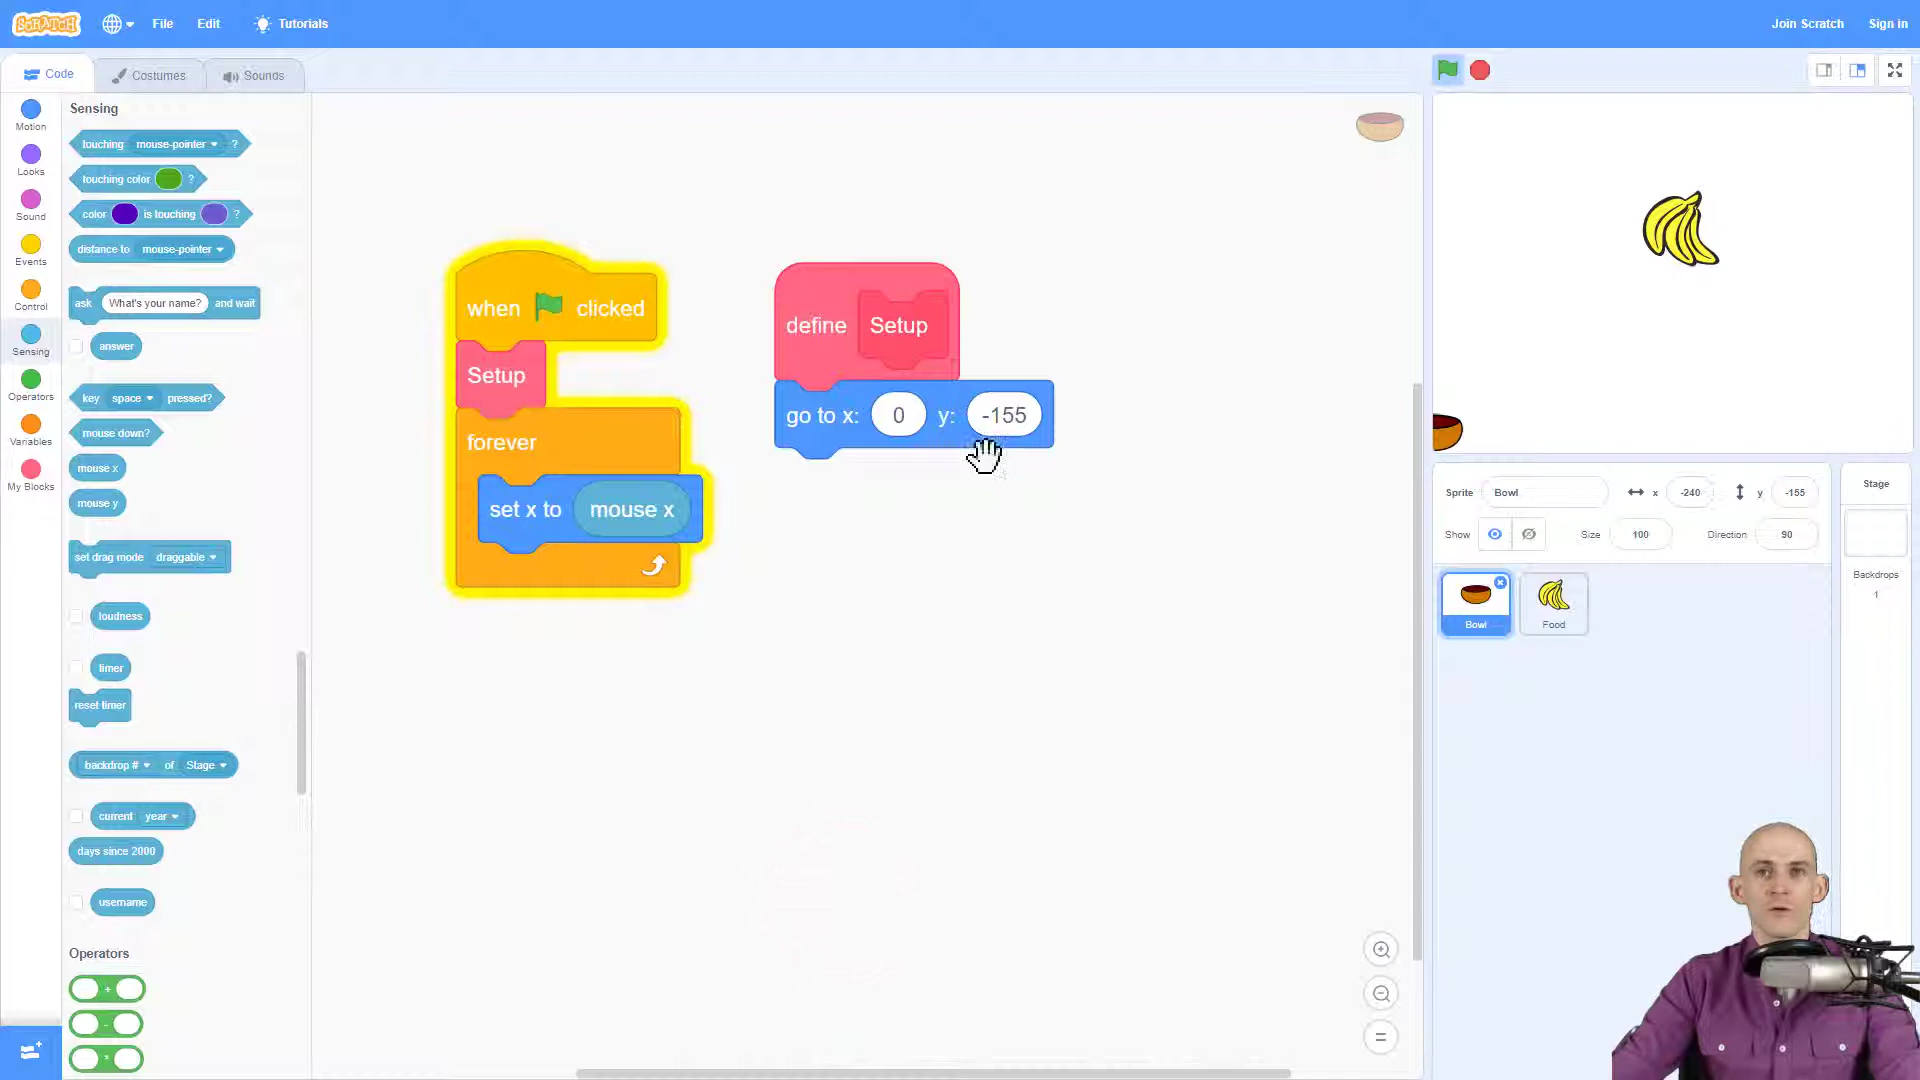 SCRATCH File Edit Tutorials Join Scratch Sign in
Code Costumes Sounds
Motion
Looks
Sound
Events
Control
Sensing
Operators
Variables
My Blocks
Sensing
touching mouse-pointer ?
touching color ?
color is touching ?
distance to mouse-pointer
ask What's your name? and wait
answer
key space pressed?
mouse down?
mouse x
mouse y
set drag mode draggable
loudness
timer
reset timer
backdrop # of Stage
current year
days since 2000
username
Operators
+
-
*
when clicked
Setup
forever
set x to mouse x
define Setup
go to x: 0 y: -155
Sprite Bowl x -240 y -155
Show Size 100 Direction 90
Bowl
Food
Stage
Backdrops
1